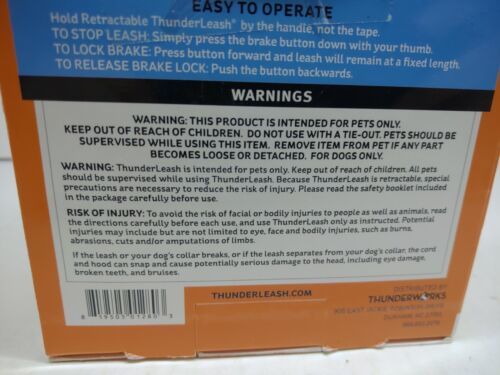 EASY TO OPERATE
Hold Retractable ThunderLeash® by the handle, not the tape.
TO STOP LEASH: Simply press the brake button down with your thumb.
TO LOCK BRAKE: Press button forward and leash will remain at a fixed length.
TO RELEASE BRAKE LOCK: Push the button backwards.
WARNINGS
WARNING: THIS PRODUCT IS INTENDED FOR PETS ONLY.
KEEP OUT OF REACH OF CHILDREN. DO NOT USE WITH A TIE-OUT. PETS SHOULD BE
SUPERVISED WHILE USING THIS ITEM. REMOVE ITEM FROM PET IF ANY PART
BECOMES LOOSE OR DETACHED. FOR DOGS ONLY.
WARNING: ThunderLeash is intended for pets only. Keep out of reach of children. All pets
should be supervised while using ThunderLeash. Because ThunderLeash is retractable, special
precautions are necessary to reduce the risk of injury. Please read the safety booklet included
in the package carefully before use.
RISK OF INJURY: To avoid the risk of facial or bodily injuries to people as well as animals, read
the directions carefully before each use, and use ThunderLeash only as instructed. Potential
injuries may include but are not limited to eye, face and bodily injuries, such as burns,
abrasions, cuts and/or amputations of limbs.
If the leash or your dog's collar breaks, or if the leash separates from your dog's collar, the cord
and hood can snap and cause potentially serious damage to the head, including eye damage,
broken teeth, and bruises.
THUNDERLEASH.COM
DISTRIBUTED BY
THUNDERWORKS
DURHAM, NC